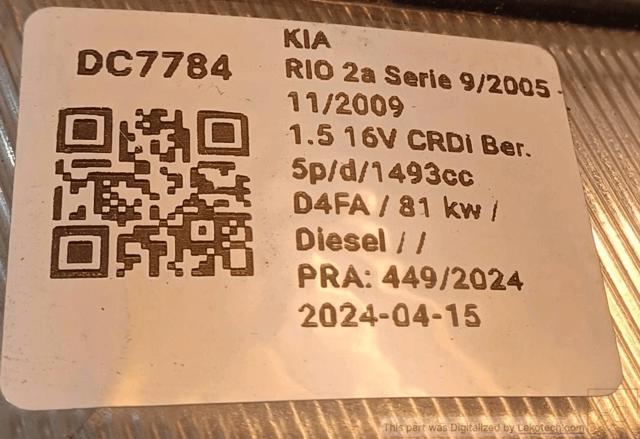 DC7784
KIA
RIO 2a Serie 9/2005 -
11/2009
1.5 16V CRDi Ber.
5p/d/1493cc
D4FA / 81 kw /
Diesel / /
PRA: 449/2024
2024-04-15
This part was Digitalized by Lakotech.com